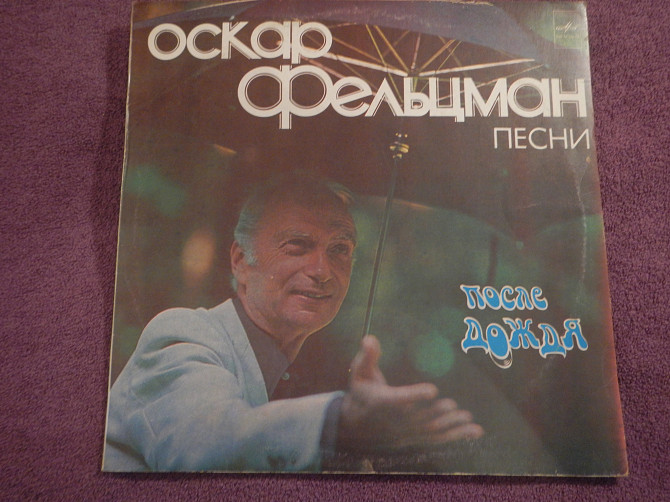 Оскар
Фельцман
ПЕСНИ
после
дождя